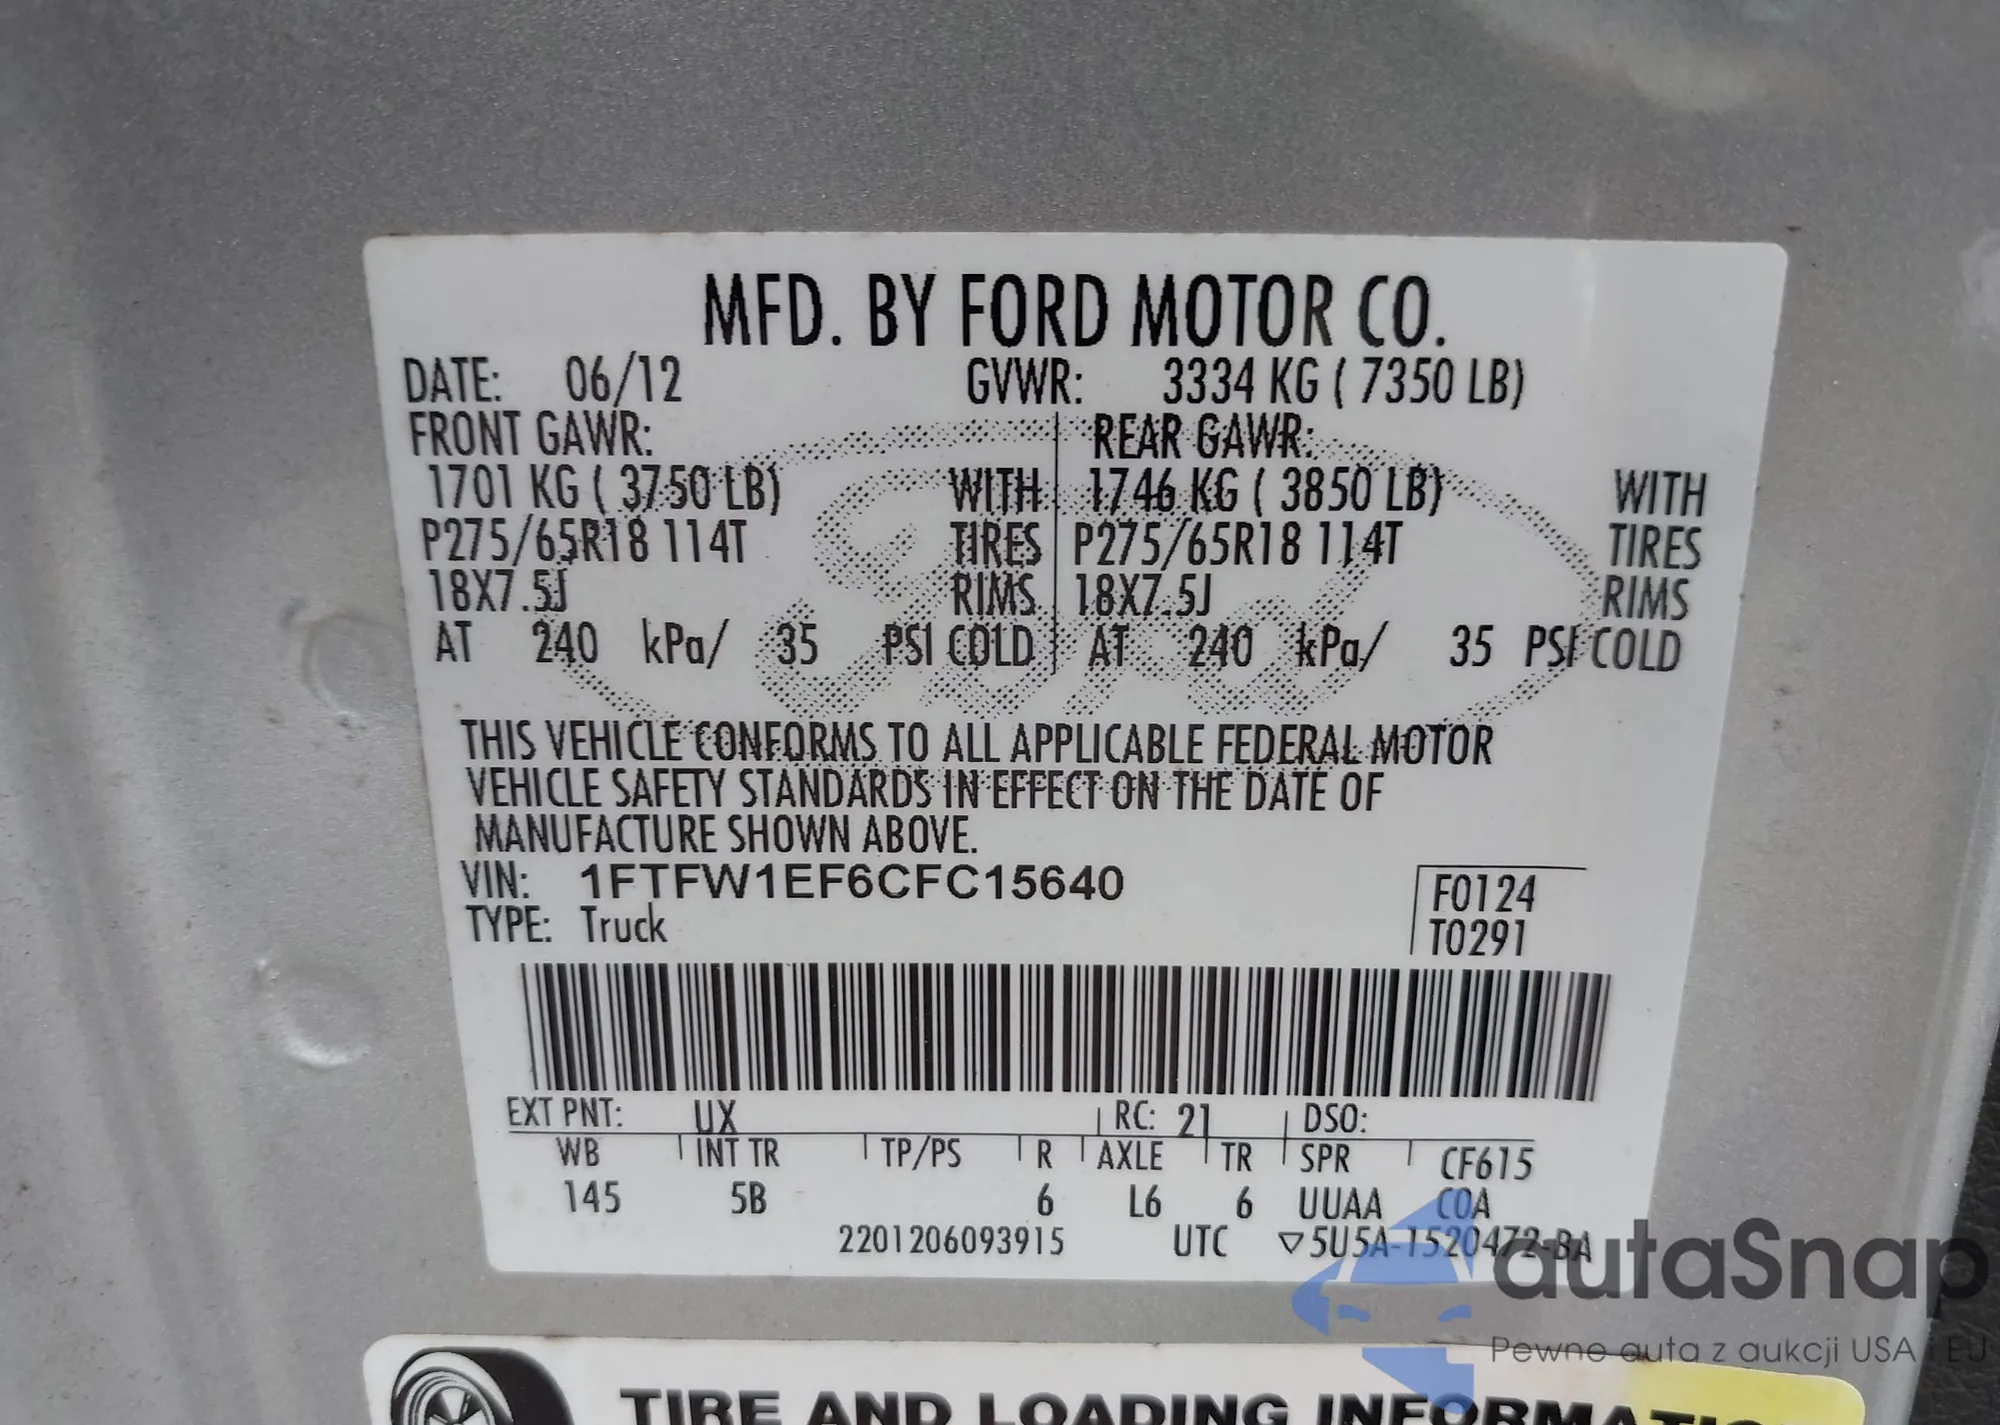 MFD. BY FORD MOTOR CO.
DATE: 06/12 GVWR: 3334 KG ( 7350 LB)
FRONT GAWR: REAR GAWR:
1701 KG ( 3750 LB) WITH 1746 KG ( 3850 LB) WITH
P275/65R18 114T TIRES P275/65R18 114T TIRES
18X7.5J RIMS 18X7.5J RIMS
AT 240 kPa/ 35 PSI COLD AT 240 kPa/ 35 PSI COLD
Ford
THIS VEHICLE CONFORMS TO ALL APPLICABLE FEDERAL MOTOR
VEHICLE SAFETY STANDARDS IN EFFECT ON THE DATE OF
MANUFACTURE SHOWN ABOVE.
VIN: 1FTFW1EF6CFC15640
TYPE: Truck
F0124
T0291
EXT PNT: UX RC: 21 DSO:
WB INT TR TP/PS R AXLE TR SPR CF615
145 5B 6 L6 6 UUAA COA
2201206093915 UTC ▽5U5A-1520472-BA
autaSnap
Pewne auta z aukcji USA i EU
TIRE AND LOADING INFORMATION